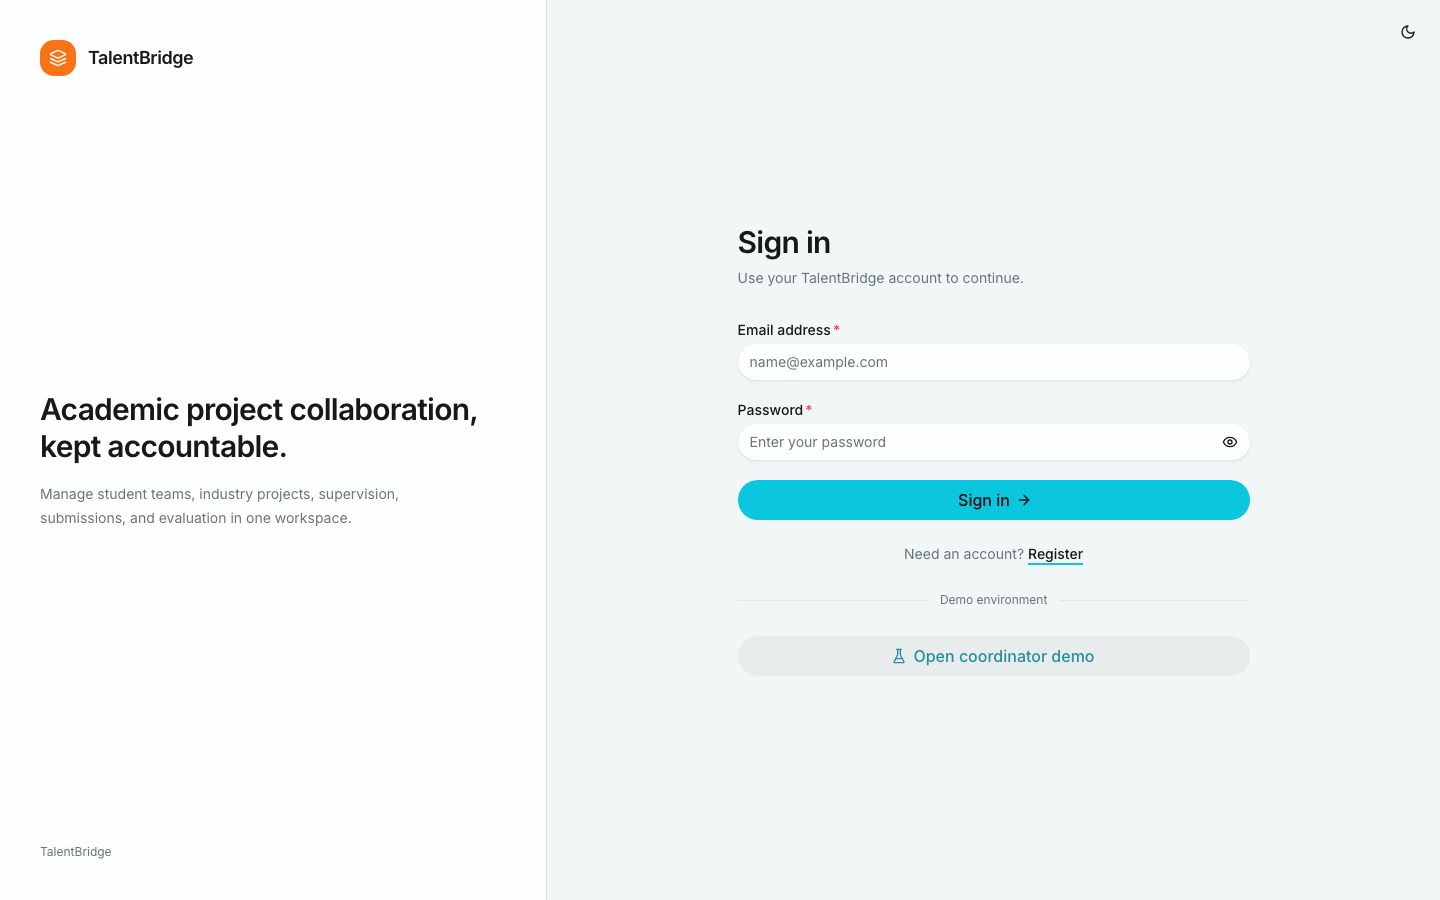 TalentBridge
Academic project collaboration,
kept accountable.
Manage student teams, industry projects, supervision,
submissions, and evaluation in one workspace.
TalentBridge
Sign in
Use your TalentBridge account to continue.
Email address *
name@example.com
Password *
Enter your password
Sign in →
Need an account? Register
Demo environment
Open coordinator demo